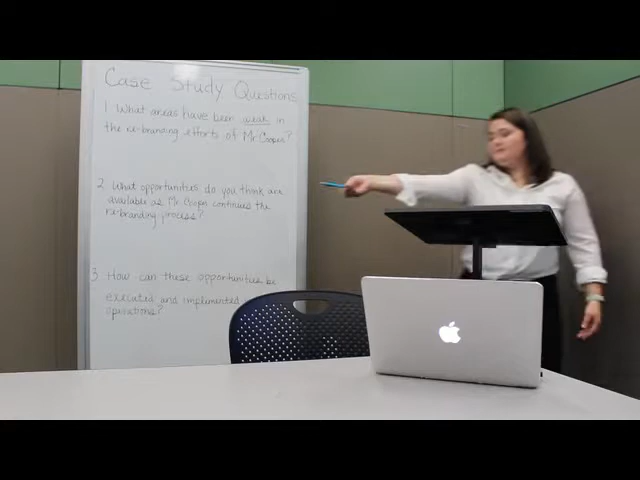 Case Study Questions
1 What areas have been weak in
the re-branding efforts of Mr Cooper?
2 What opportunities do you think are
available as Mr. Cooper continues the
re-branding process?
3 How can these opportunities be
executed and implemented
operations?